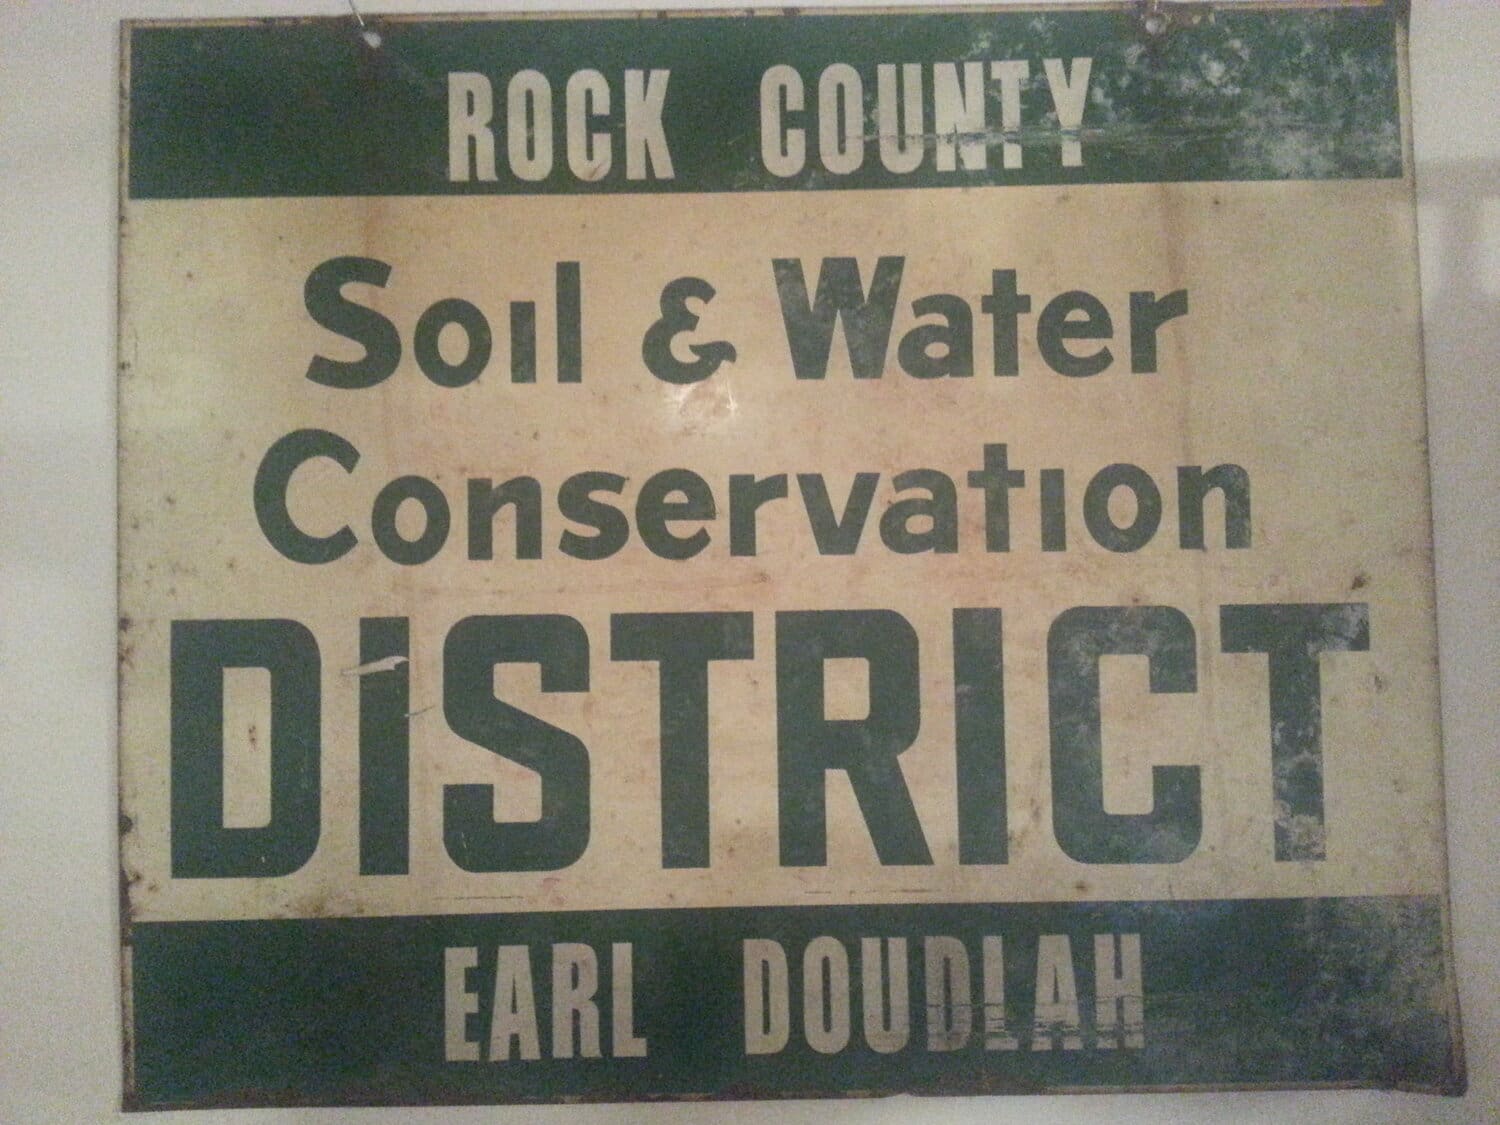 ROCK COUNTY
Soil & Water
Conservation
DISTRICT
EARL DOUDLAH